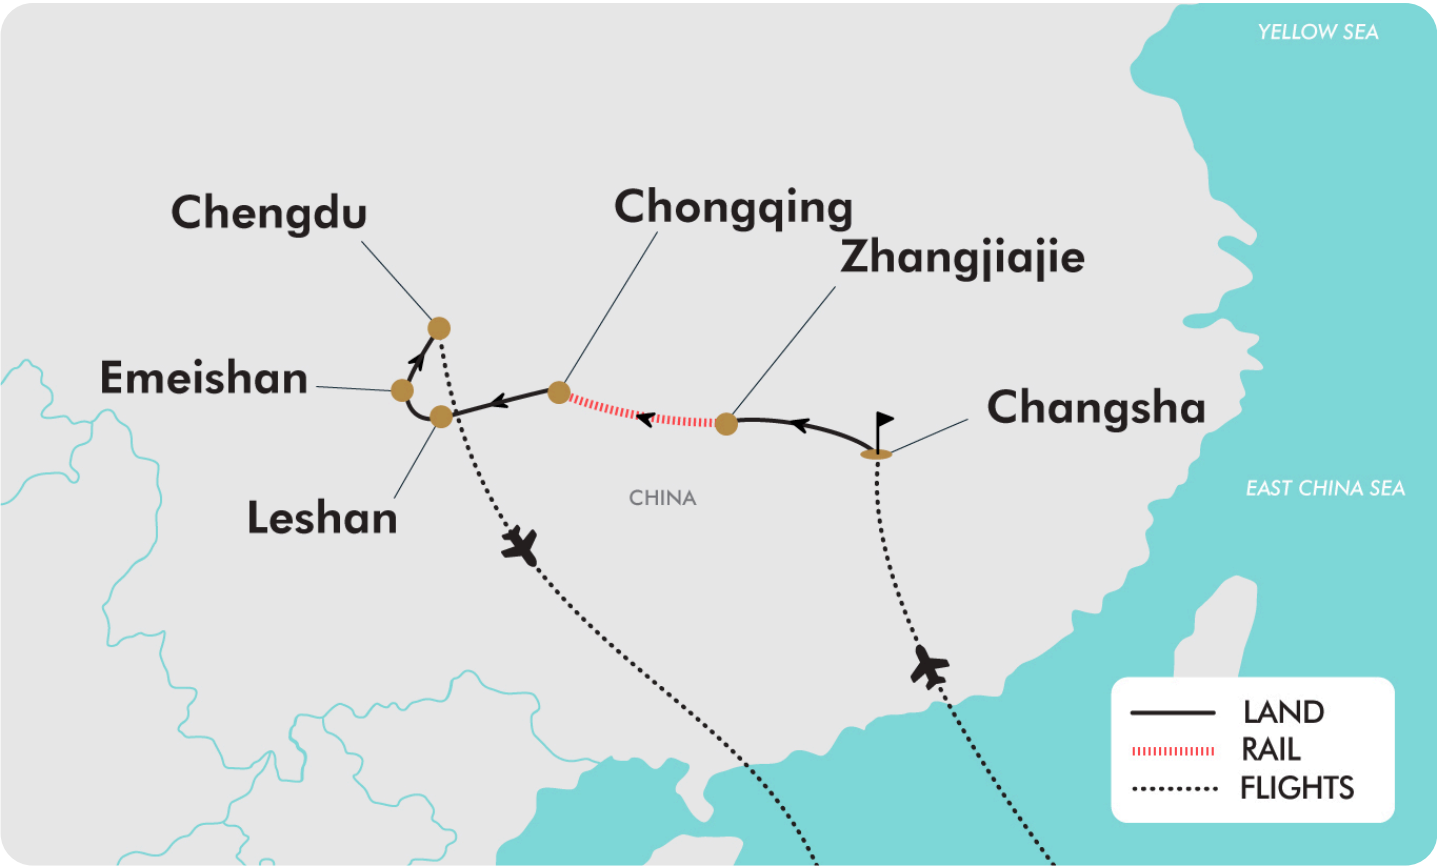 YELLOW SEA
Chengdu
Chongqing
Zhangjiajie
Emeishan
Changsha
Leshan
CHINA
EAST CHINA SEA
LAND
RAIL
FLIGHTS